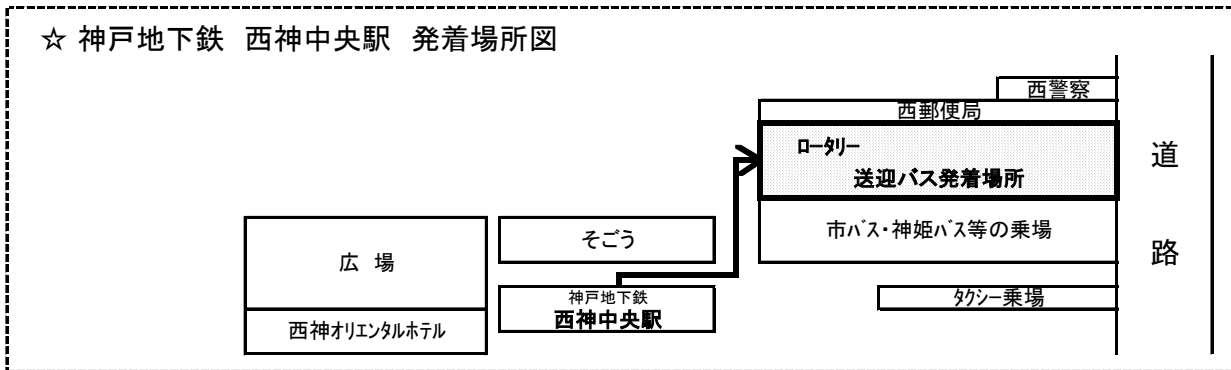 ☆ 神戸地下鉄 西神中央駅 発着場所図
西警察
西郵便局
ﾛｰﾀﾘｰ
送迎バス発着場所
道
路
市ﾊﾞｽ・神姫ﾊﾞｽ等の乗場
そごう
広 場
神戸地下鉄
西神中央駅
ﾀｸｼｰ乗場
西神ｵﾘｴﾝﾀﾙﾎﾃﾙ